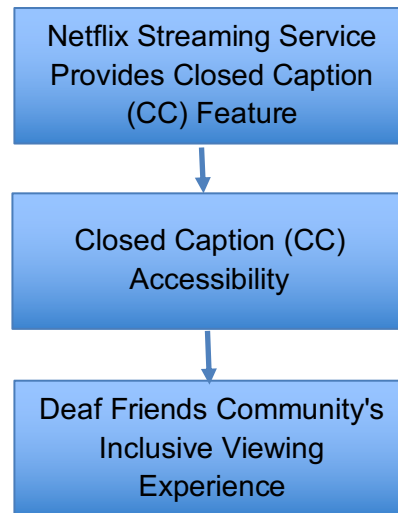 Netflix Streaming Service
Provides Closed Caption
(CC) Feature
Closed Caption (CC)
Accessibility
Deaf Friends Community's
Inclusive Viewing
Experience